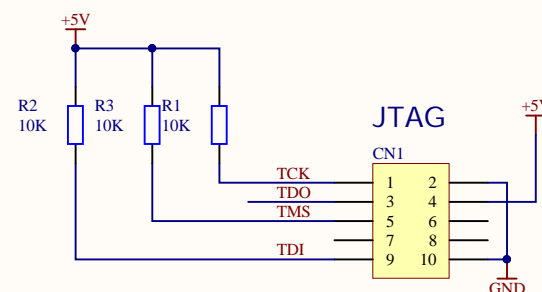 +5V
R2
10K
R3
10K
R1
10K
JTAG
+5V
CN1
TCK
TDO
TMS
TDI
1 2
3 4
5 6
7 8
9 10
GND